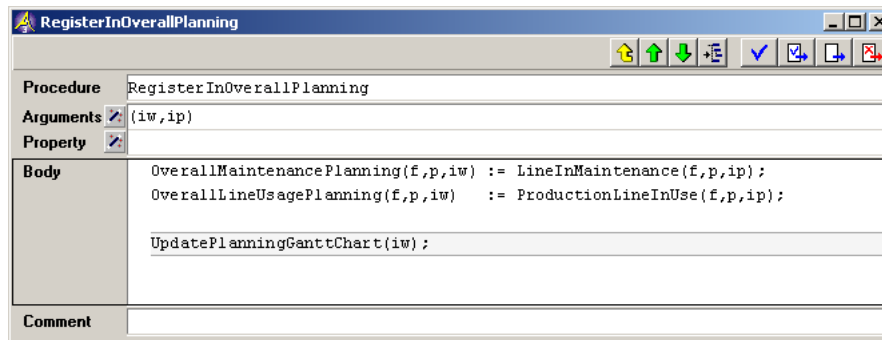 RegisterInOverallPlanning
Procedure RegisterInOverallPlanning
Arguments (iw,ip)
Property
Body OverallMaintenancePlanning(f,p,iw) := LineInMaintenance(f,p,ip);
OverallLineUsagePlanning(f,p,iw) := ProductionLineInUse(f,p,ip);
UpdatePlanningGanttChart(iw);
Comment